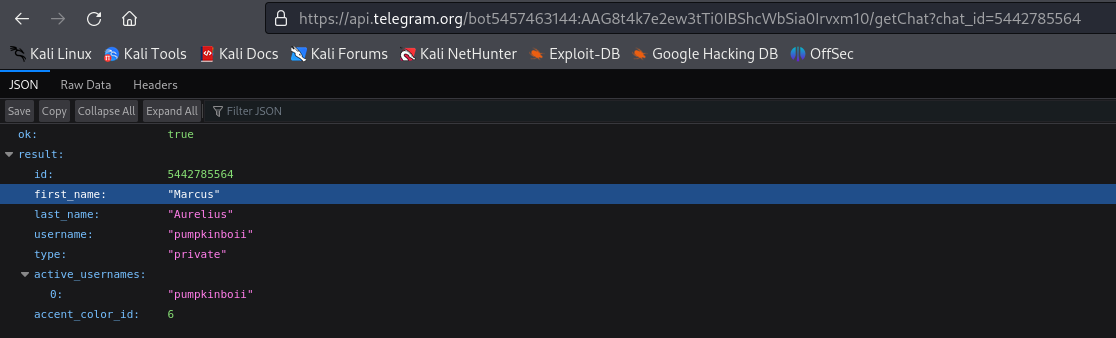 https://api.telegram.org/bot5457463144:AAG8t4k7e2ew3tTi0IBShcWbSia0Irvxm10/getChat?chat_id=5442785564
Kali Linux Kali Tools Kali Docs Kali Forums Kali NetHunter Exploit-DB Google Hacking DB OffSec
JSON Raw Data Headers
Save Copy Collapse All Expand All Filter JSON
ok: true
result:
id: 5442785564
first_name: "Marcus"
last_name: "Aurelius"
username: "pumpkinboii"
type: "private"
active_usernames:
0: "pumpkinboii"
accent_color_id: 6